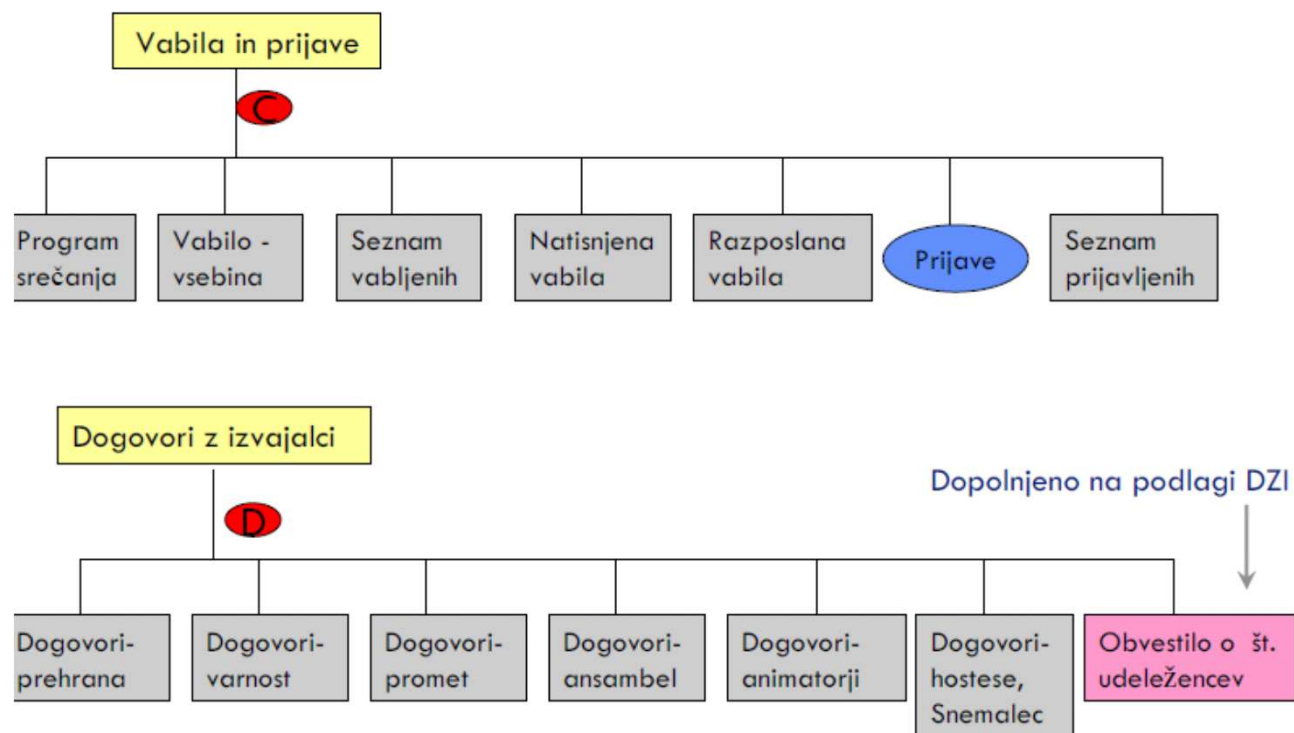 Vabila in prijave
C
Program
srečanja
Vabilo -
vsebina
Seznam
vabljenih
Natisnjena
vabila
Razposlana
vabila
Prijave
Seznam
prijavljenih
Dogovori z izvajalci
D
Dopolnjeno na podlagi DZI
Dogovori-
prehrana
Dogovori-
varnost
Dogovori-
promet
Dogovori-
ansambel
Dogovori-
animatorji
Dogovori-
hostese,
Snemalec
Obvestilo o št.
udeležencev